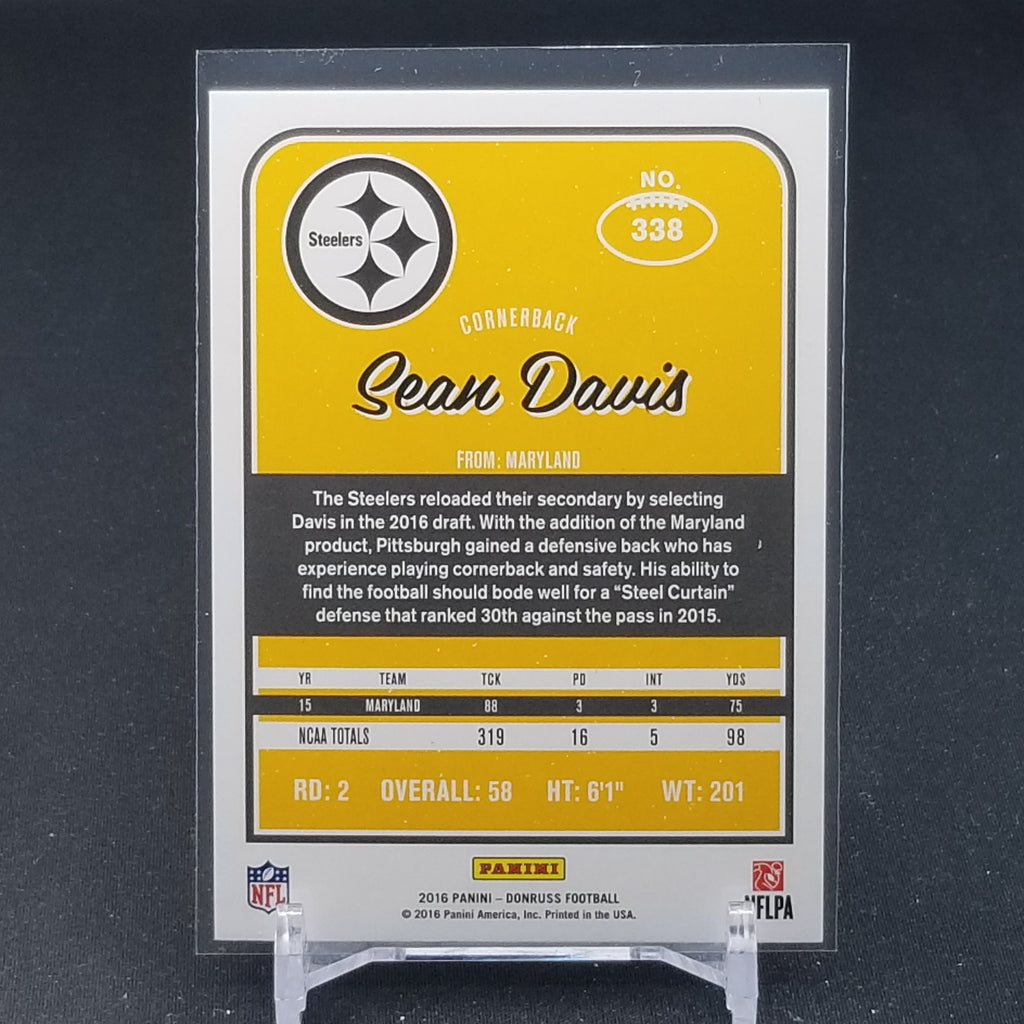 Steelers
NO.
338
CORNERBACK
Sean Davis
FROM: MARYLAND
The Steelers reloaded their secondary by selecting
Davis in the 2016 draft. With the addition of the Maryland
product, Pittsburgh gained a defensive back who has
experience playing cornerback and safety. His ability to
find the football should bode well for a “Steel Curtain”
defense that ranked 30th against the pass in 2015.
YR TEAM TCK PD INT YDS
15 MARYLAND 88 3 3 75
NCAA TOTALS 319 16 5 98
RD: 2 OVERALL: 58 HT: 6'1" WT: 201
NFL
PANINI
2016 PANINI – DONRUSS FOOTBALL
© 2016 Panini America, Inc. Printed in the USA.
NFLPA